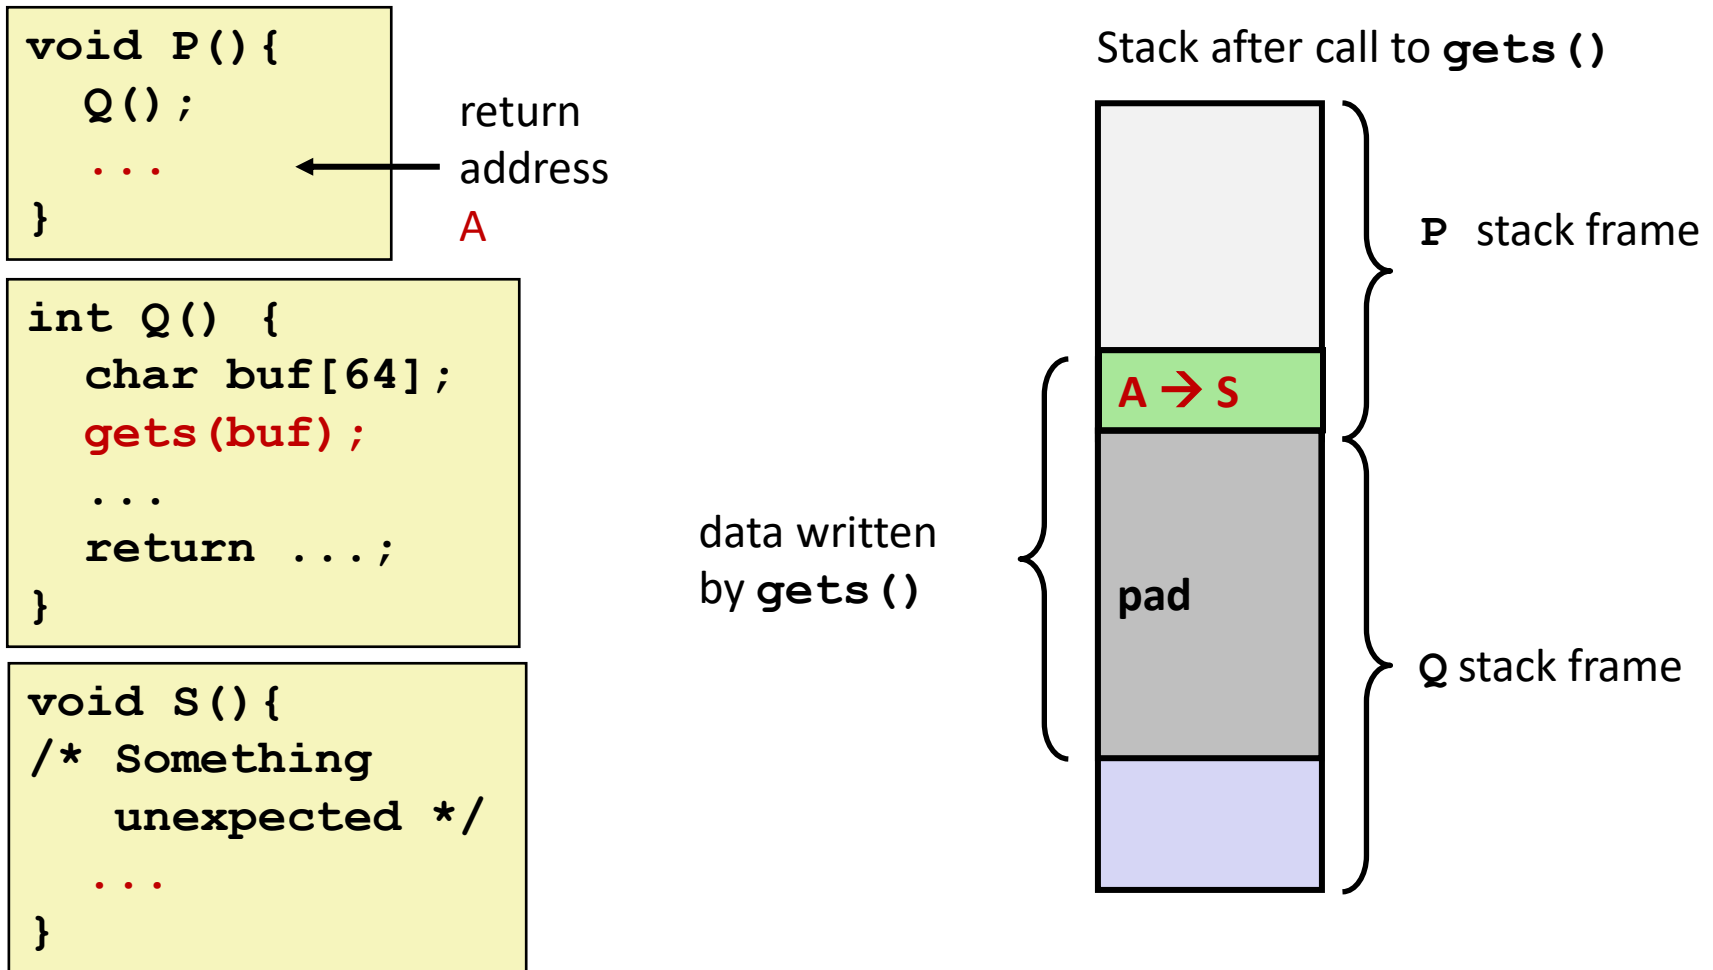 void P(){
Q();
...
}
return
address
A
int Q() {
char buf[64];
gets(buf);
...
return ...;
}
void S(){
/* Something
unexpected */
...
}
Stack after call to gets()
A → S
pad
data written
by gets()
P stack frame
Q stack frame